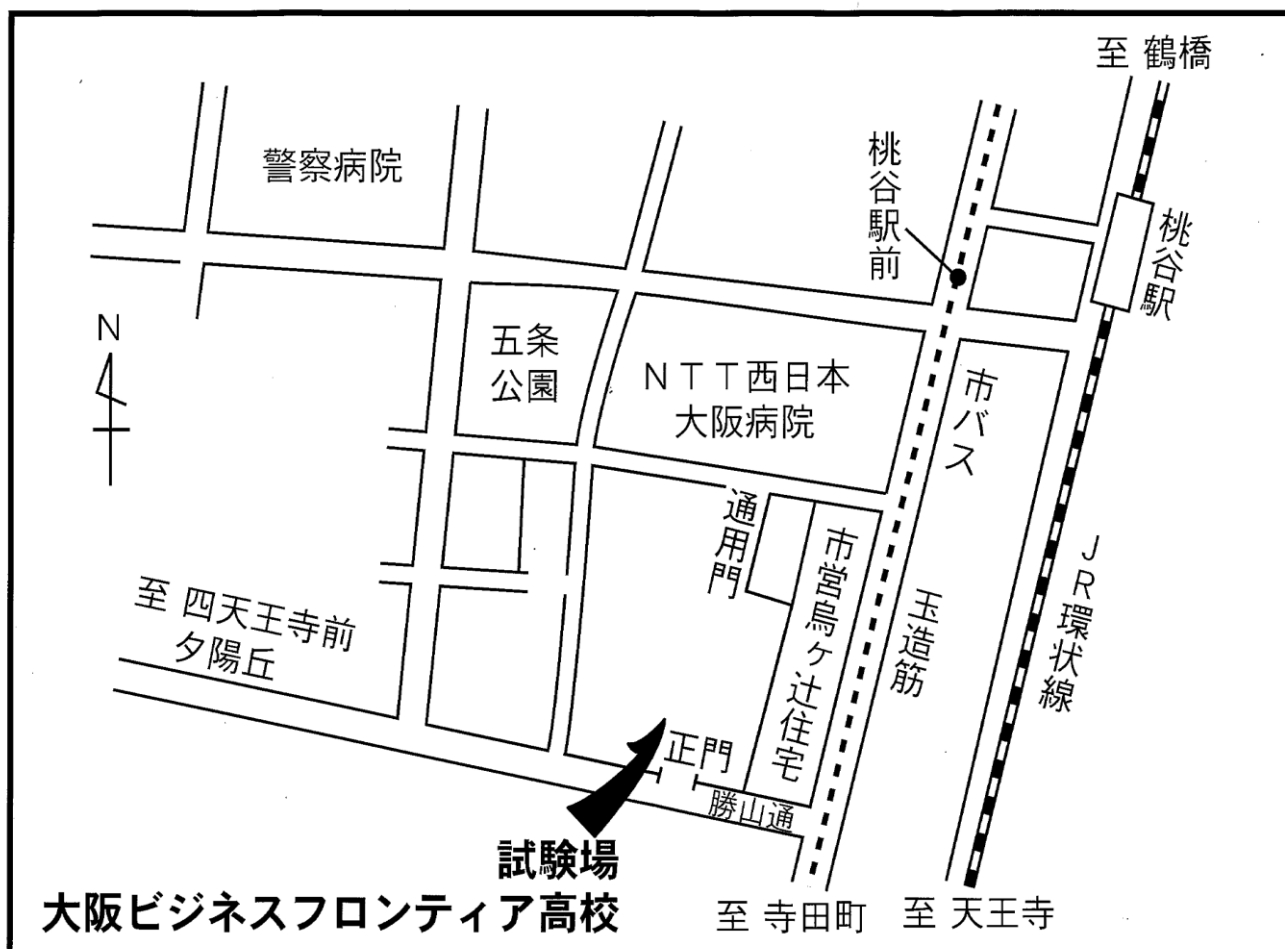 至 鶴橋
警察病院
桃谷駅前
桃谷駅
N
五条
公園
NTT西日本
大阪病院
市バス
通用門
市営烏ヶ辻住宅
JR環状線
至 四天王寺前
夕陽丘
玉造筋
正門
勝山通
試験場
大阪ビジネスフロンティア高校
至 寺田町
至 天王寺